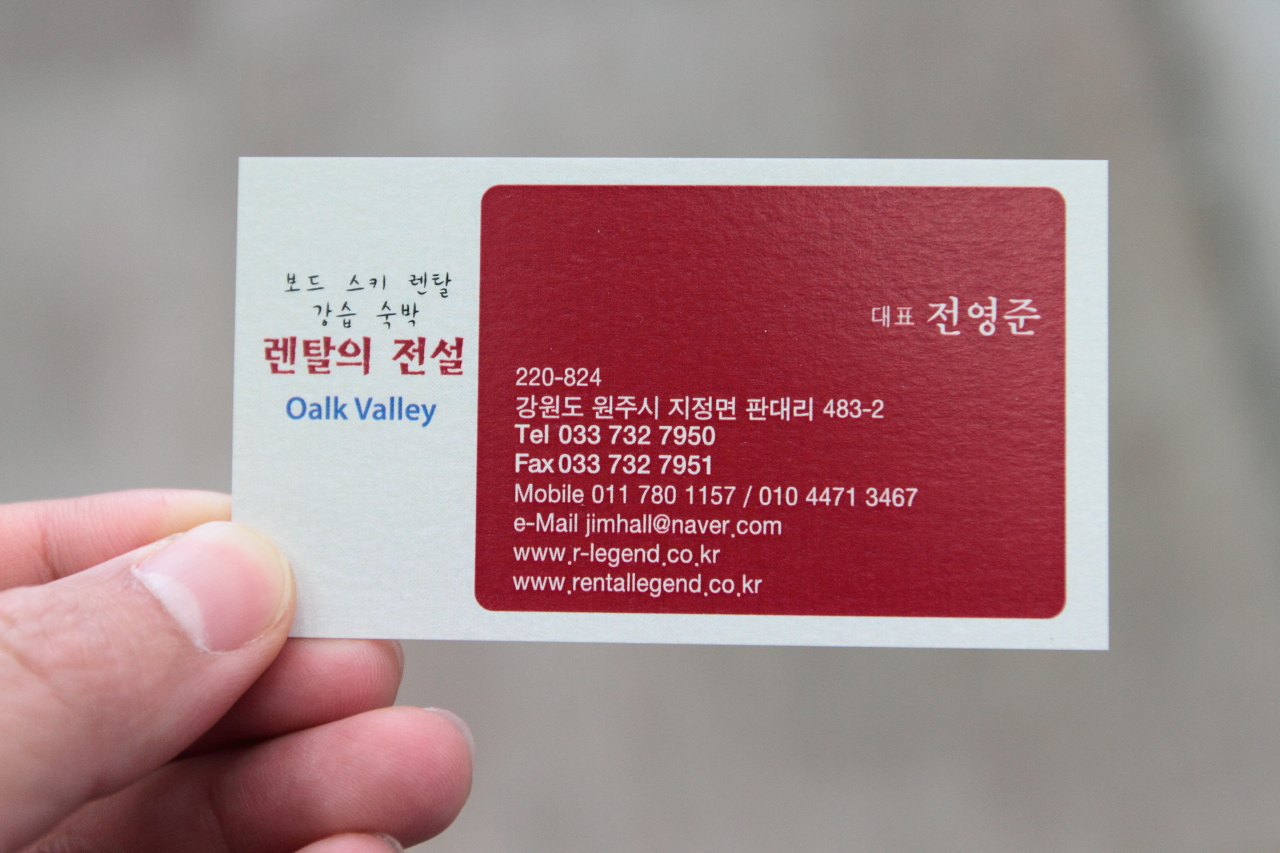 보드 스키 렌탈
강습 숙박
렌탈의 전설
Oalk Valley
대표 전영준
220-824
강원도 원주시 지정면 판대리 483-2
Tel 033 732 7950
Fax 033 732 7951
Mobile 011 780 1157 / 010 4471 3467
e-Mail jimhall@naver.com
www.r-legend.co.kr
www.rentallegend.co.kr